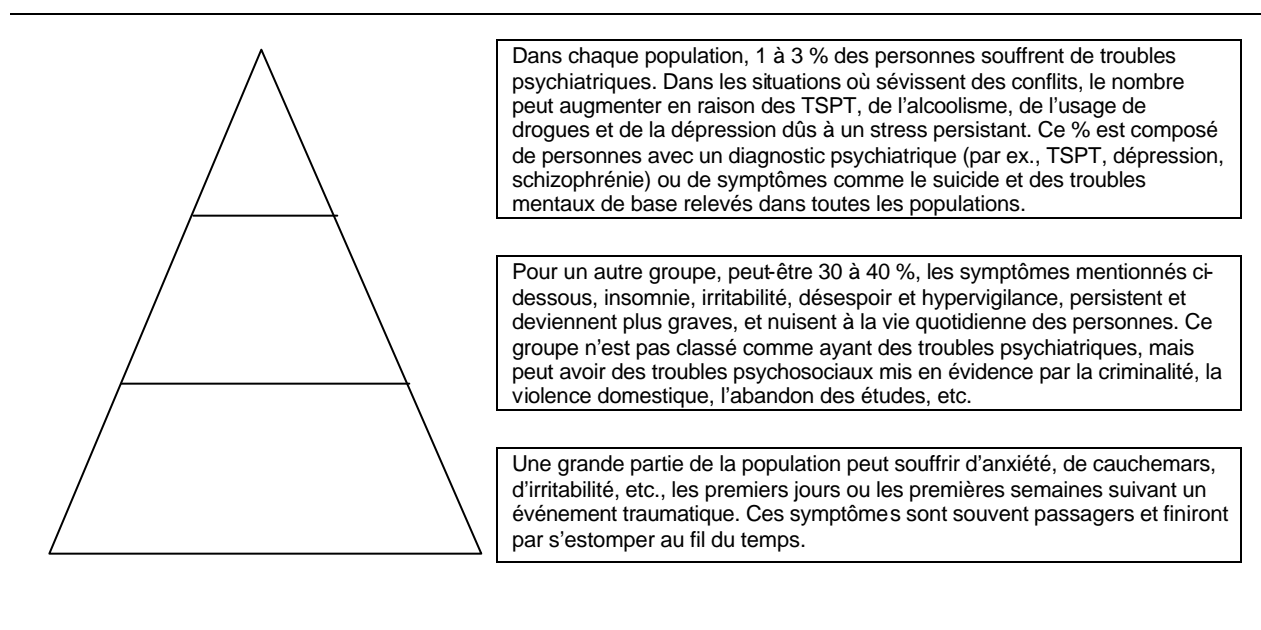 Dans chaque population, 1 à 3 % des personnes souffrent de troubles
psychiatriques. Dans les situations où sévissent des conflits, le nombre
peut augmenter en raison des TSPT, de l’alcoolisme, de l’usage de
drogues et de la dépression dûs à un stress persistant. Ce % est composé
de personnes avec un diagnostic psychiatrique (par ex., TSPT, dépression,
schizophrénie) ou de symptômes comme le suicide et des troubles
mentaux de base relevés dans toutes les populations.
Pour un autre groupe, peut-être 30 à 40 %, les symptômes mentionnés ci-
dessous, insomnie, irritabilité, désespoir et hypervigilance, persistent et
deviennent plus graves, et nuisent à la vie quotidienne des personnes. Ce
groupe n’est pas classé comme ayant des troubles psychiatriques, mais
peut avoir des troubles psychosociaux mis en évidence par la criminalité, la
violence domestique, l’abandon des études, etc.
Une grande partie de la population peut souffrir d’anxiété, de cauchemars,
d’irritabilité, etc., les premiers jours ou les premières semaines suivant un
événement traumatique. Ces symptômes sont souvent passagers et finiront
par s’estomper au fil du temps.